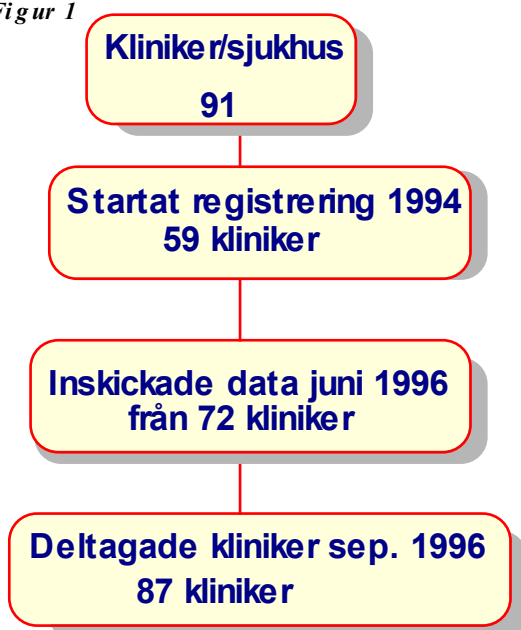 Figur 1
Kliniker/sjukhus
91
Startat registrering 1994
59 kliniker
Inskickade data juni 1996
från 72 kliniker
Deltagade kliniker sep. 1996
87 kliniker